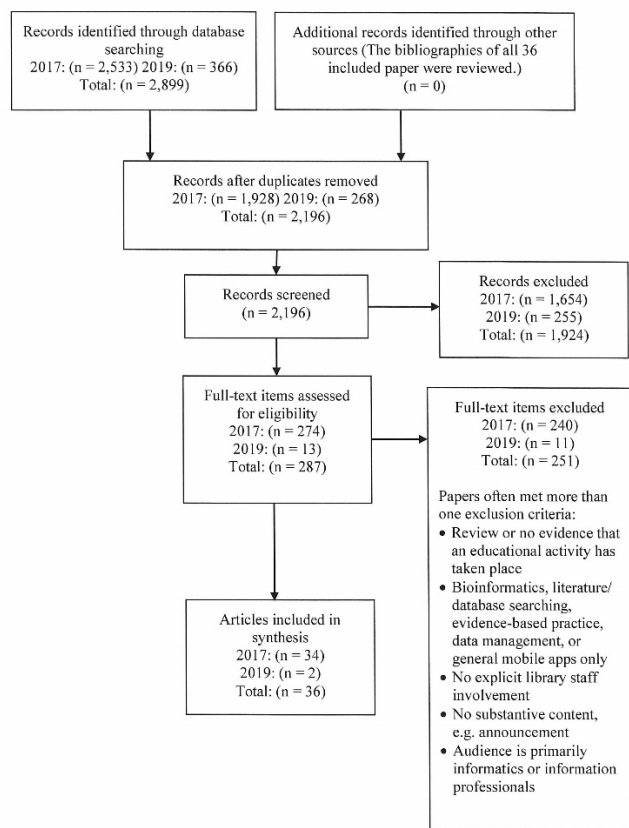 Records identified through database
searching
2017: (n = 2,533) 2019: (n = 366)
Total: (n = 2,899)
Additional records identified through other
sources (The bibliographies of all 36
included paper were reviewed.)
(n = 0)
Records after duplicates removed
2017: (n = 1,928) 2019: (n = 268)
Total: (n = 2,196)
Records screened
(n = 2,196)
Records excluded
2017: (n = 1,654)
2019: (n = 255)
Total: (n = 1,924)
Full-text items assessed
for eligibility
2017: (n = 274)
2019: (n = 13)
Total: (n = 287)
Full-text items excluded
2017: (n = 240)
2019: (n = 11)
Total: (n = 251)
Papers often met more than
one exclusion criteria:
• Review or no evidence that
an educational activity has
taken place
• Bioinformatics, literature/
database searching,
evidence-based practice,
data management, or
general mobile apps only
• No explicit library staff
involvement
• No substantive content,
e.g. announcement
• Audience is primarily
informatics or information
professionals
Articles included in
synthesis
2017: (n = 34)
2019: (n = 2)
Total: (n = 36)